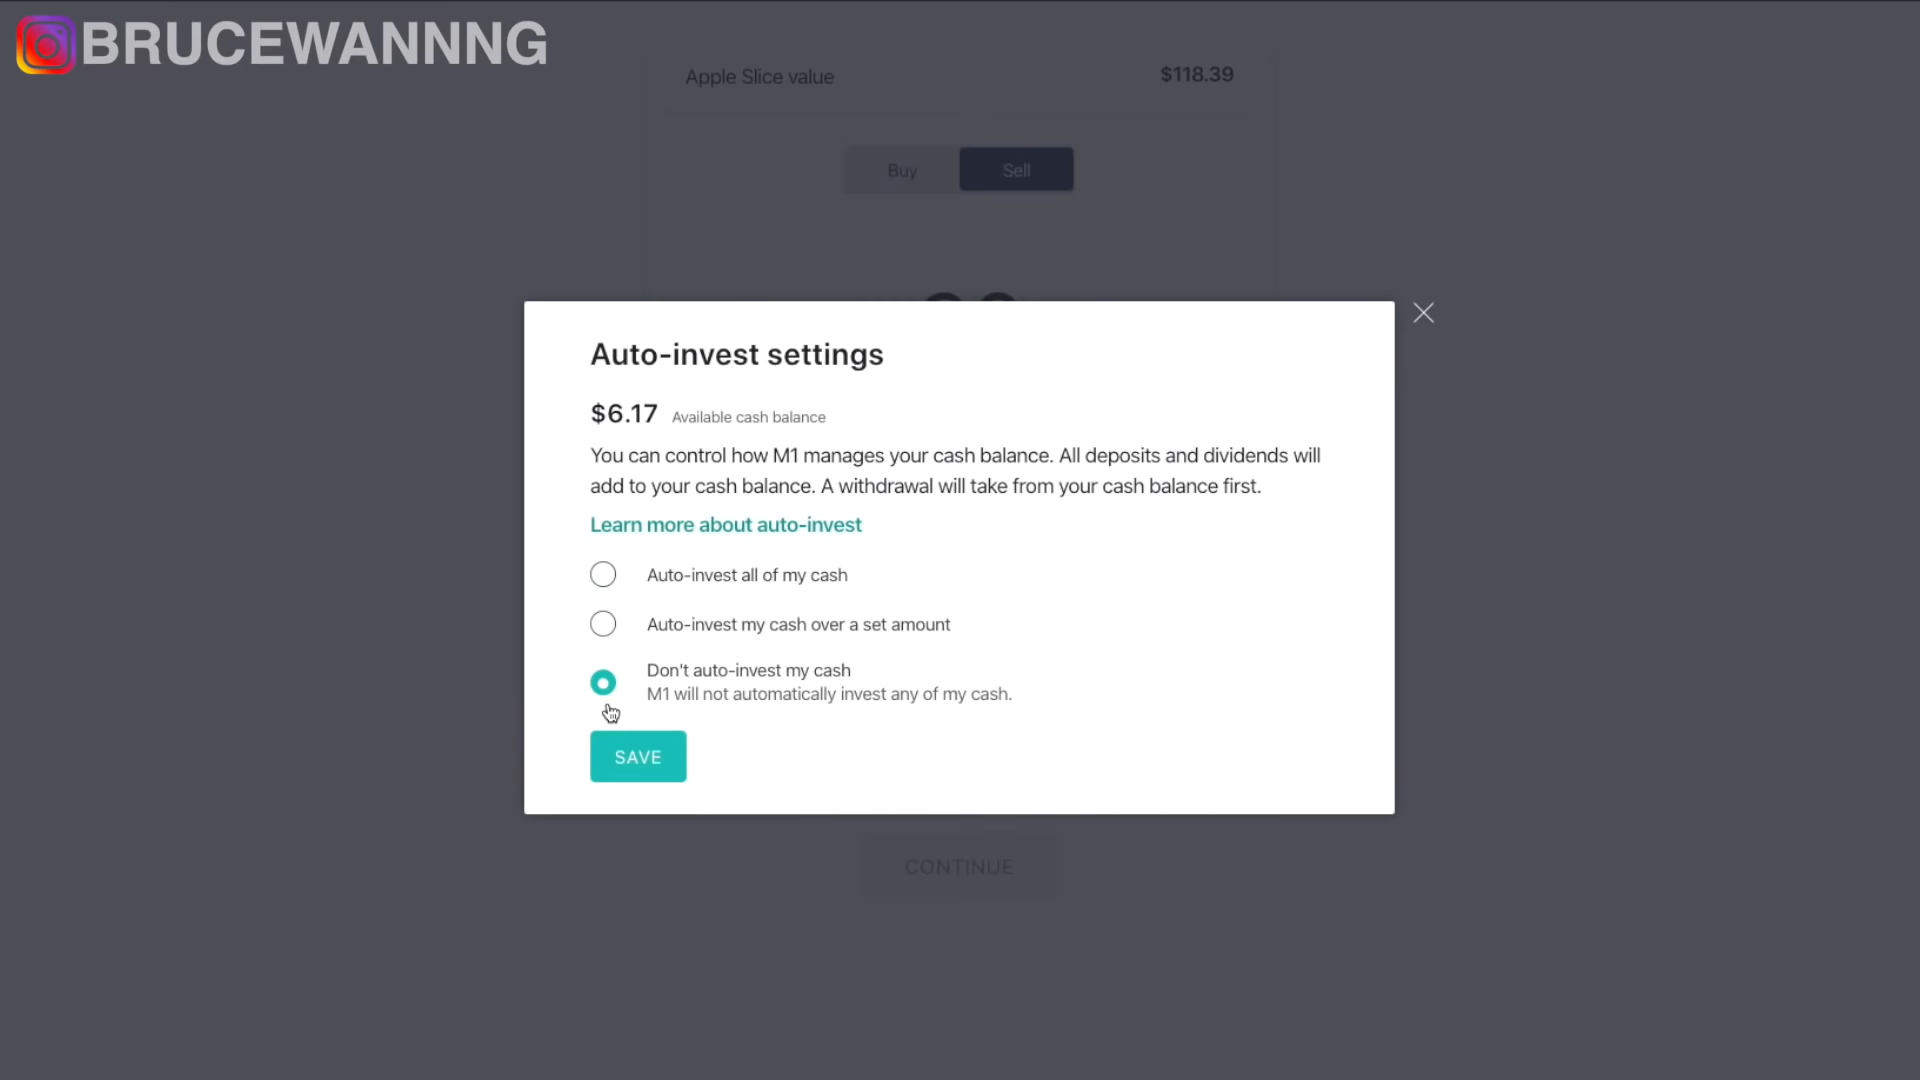 BRUCEWANNNG
Apple Slice value
$118.39
Buy
Sell
Auto-invest settings
$6.17 Available cash balance
You can control how M1 manages your cash balance. All deposits and dividends will
add to your cash balance. A withdrawal will take from your cash balance first.
Learn more about auto-invest
Auto-invest all of my cash
Auto-invest my cash over a set amount
Don't auto-invest my cash
M1 will not automatically invest any of my cash.
SAVE
CONTINUE